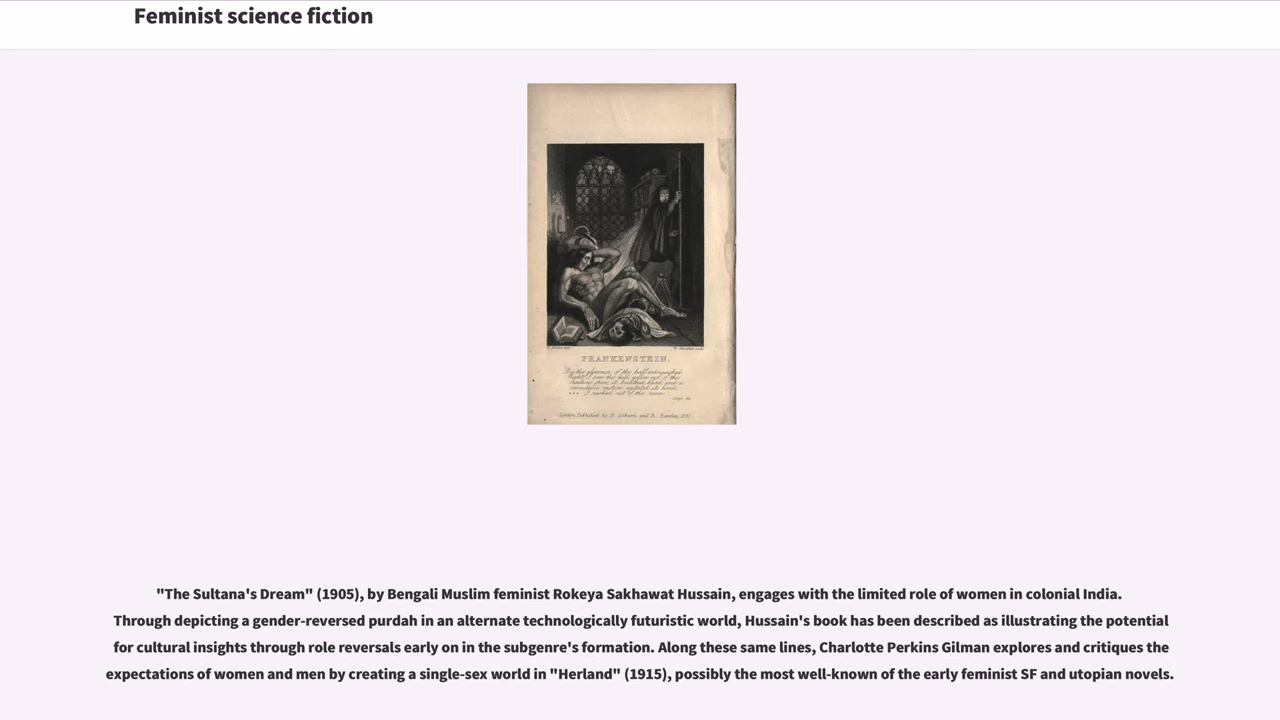 Feminist science fiction
FRANKENSTEIN.
"The Sultana's Dream" (1905), by Bengali Muslim feminist Rokeya Sakhawat Hussain, engages with the limited role of women in colonial India.
Through depicting a gender-reversed purdah in an alternate technologically futuristic world, Hussain's book has been described as illustrating the potential
for cultural insights through role reversals early on in the subgenre's formation. Along these same lines, Charlotte Perkins Gilman explores and critiques the
expectations of women and men by creating a single-sex world in "Herland" (1915), possibly the most well-known of the early feminist SF and utopian novels.